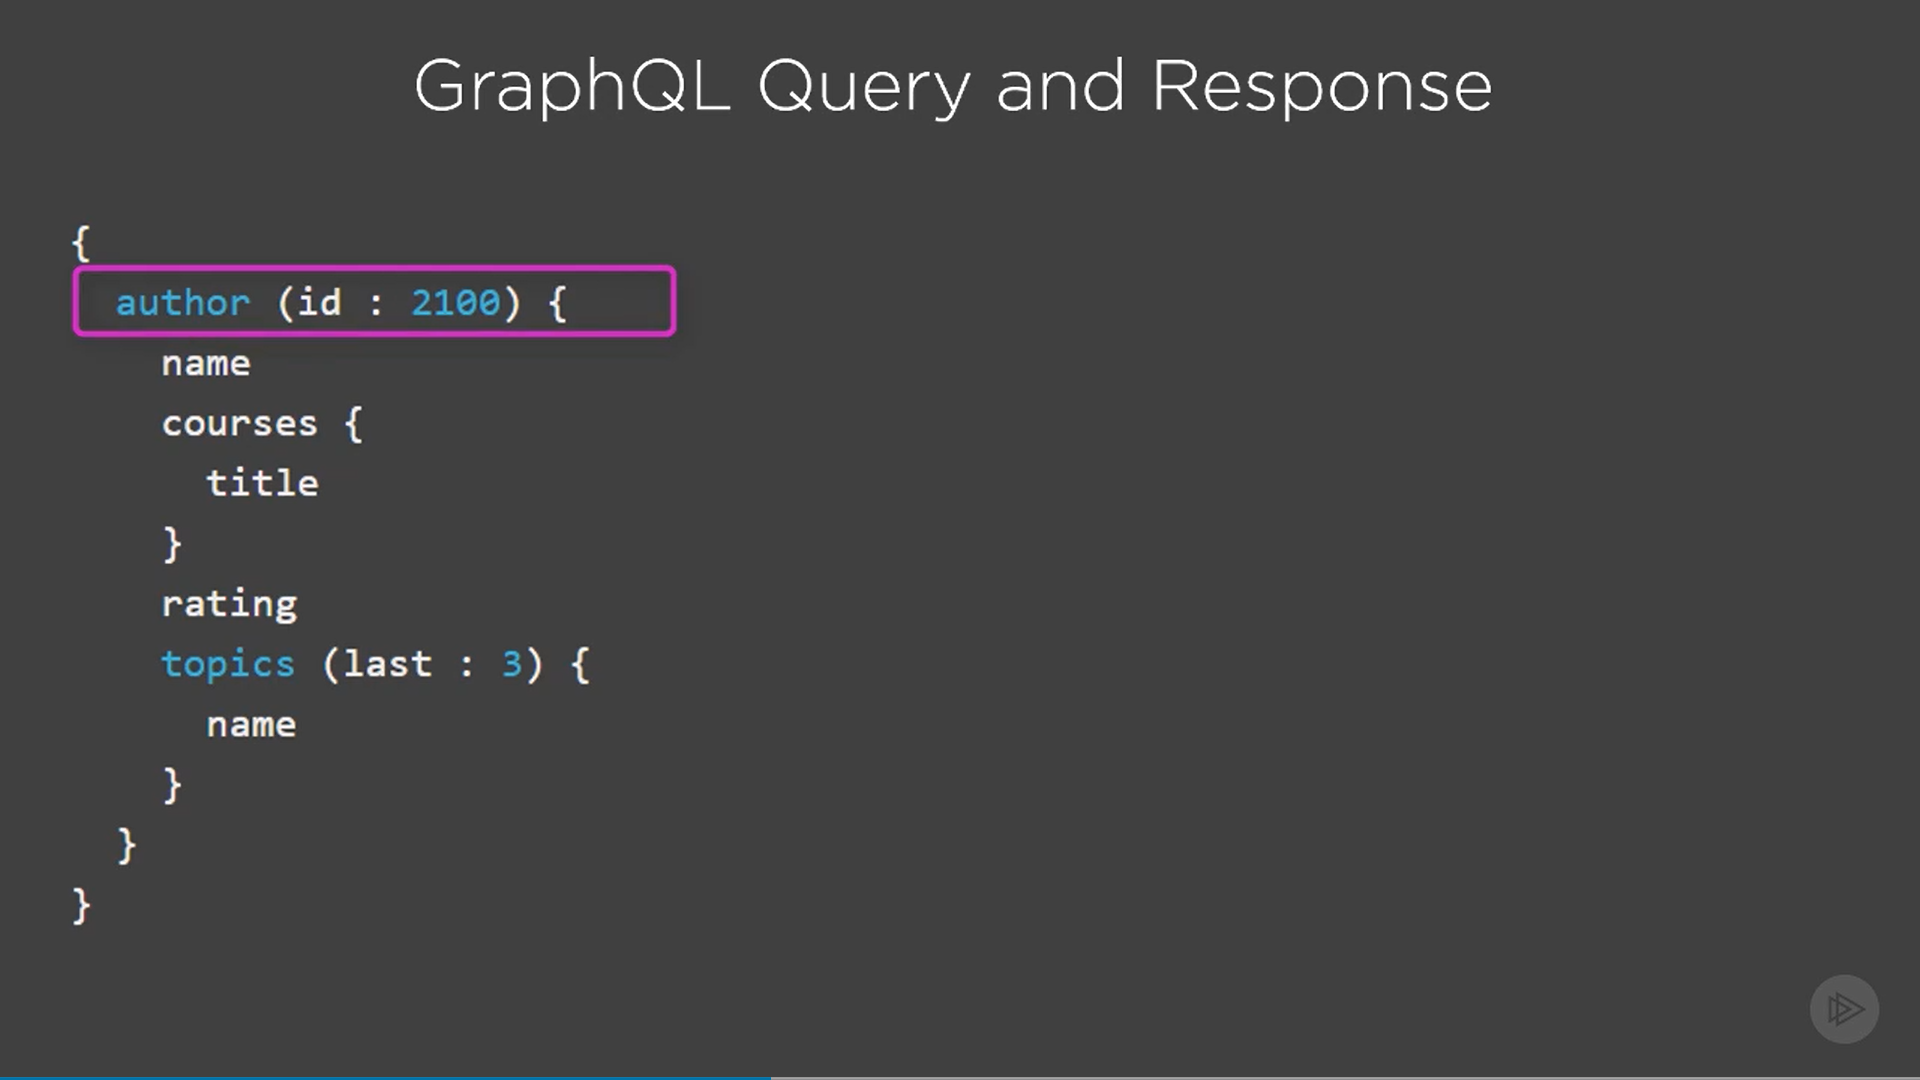 GraphQL Query and Response
{
author (id : 2100) {
name
courses {
title
}
rating
topics (last : 3) {
name
}
}
}